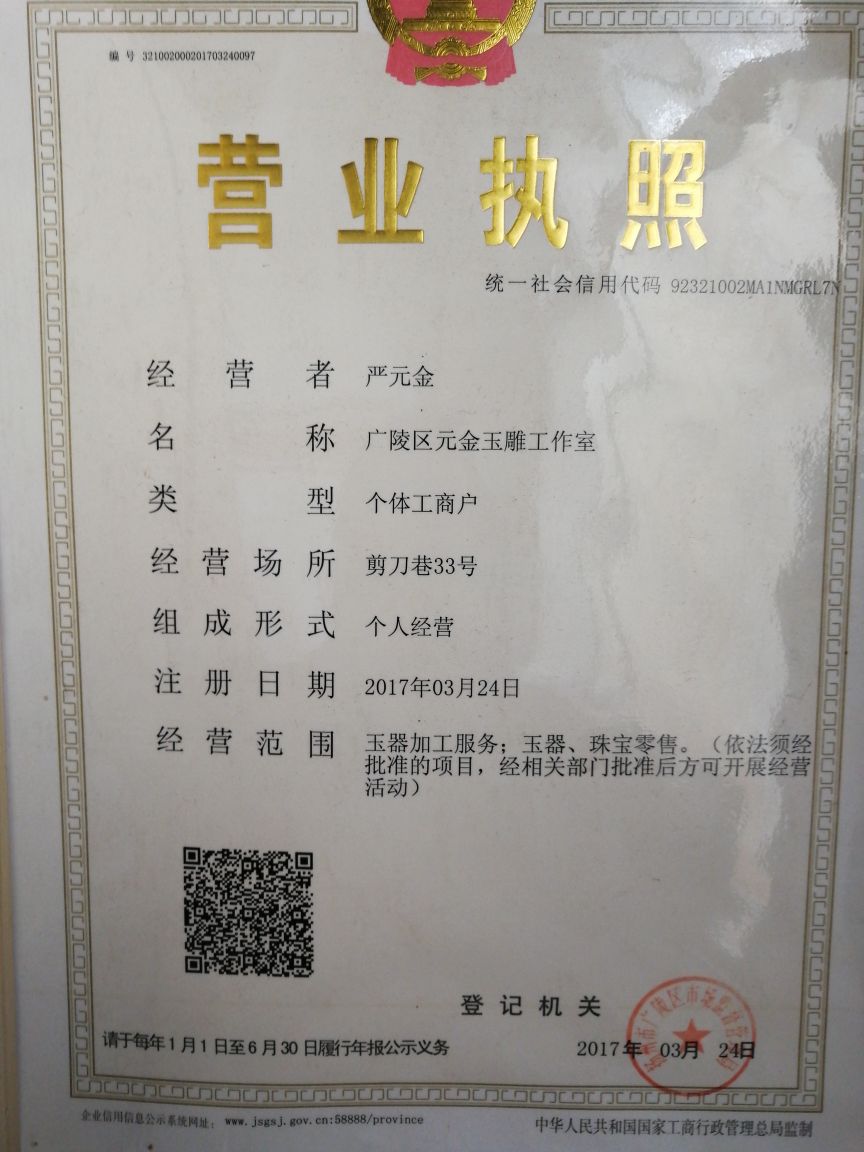 编 号 321002000201703240097
营业执照
统一社会信用代码 92321002MA1NMGRL7N
经营者 严元金
名称 广陵区元金玉雕工作室
类型 个体工商户
经营场所 剪刀巷33号
组成形式 个人经营
注册日期 2017年03月24日
经营范围 玉器加工服务；玉器、珠宝零售。（依法须经
批准的项目，经相关部门批准后方可开展经营
活动）
登记机关
请于每年1月1日至6月30日履行年报公示义务
2017年 03月 24日
企业信用信息公示系统网址： www.jsgsj.gov.cn:58888/province
中华人民共和国国家工商行政管理总局监制